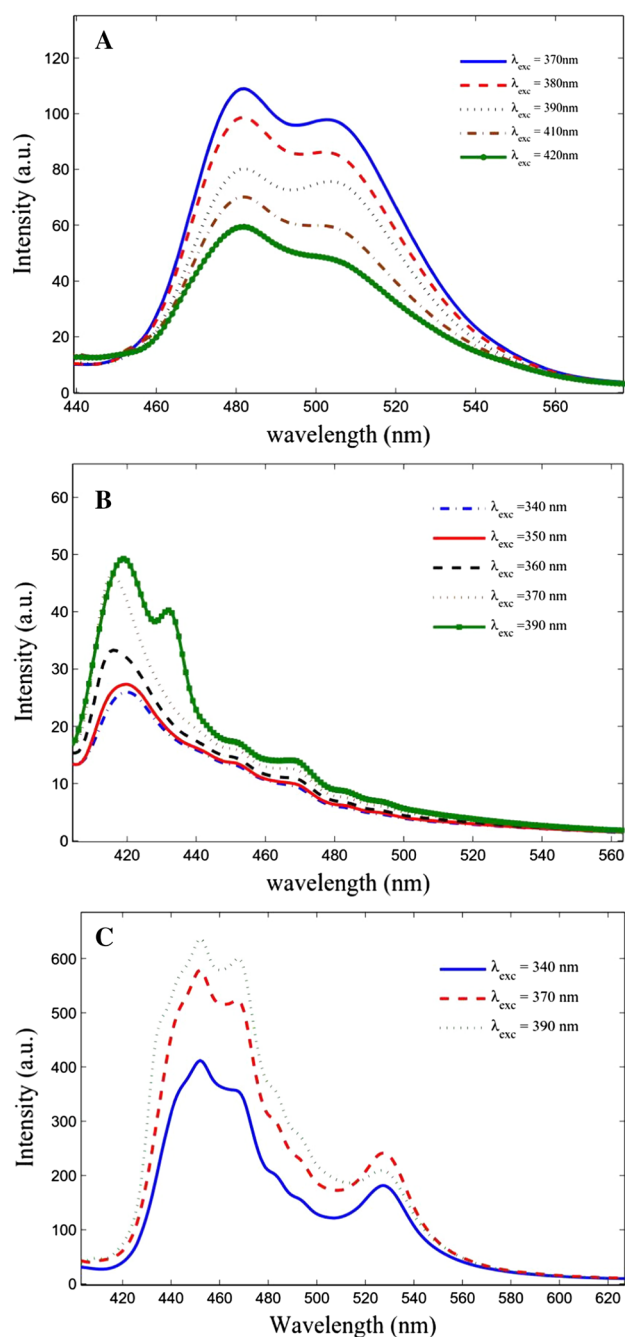 A
λexc = 370nm
λexc = 380nm
λexc = 390nm
λexc = 410nm
λexc = 420nm
120
100
80
60
40
20
0
Intensity (a.u.)
440 460 480 500 520 540 560
wavelength (nm)
B
λexc =340 nm
λexc =350 nm
λexc =360 nm
λexc =370 nm
λexc =390 nm
60
50
40
30
20
10
0
Intensity (a.u.)
420 440 460 480 500 520 540 560
wavelength (nm)
C
λexc = 340 nm
λexc = 370 nm
λexc = 390 nm
600
500
400
300
200
100
0
Intensity (a.u.)
420 440 460 480 500 520 540 560 580 600 620
Wavelength (nm)